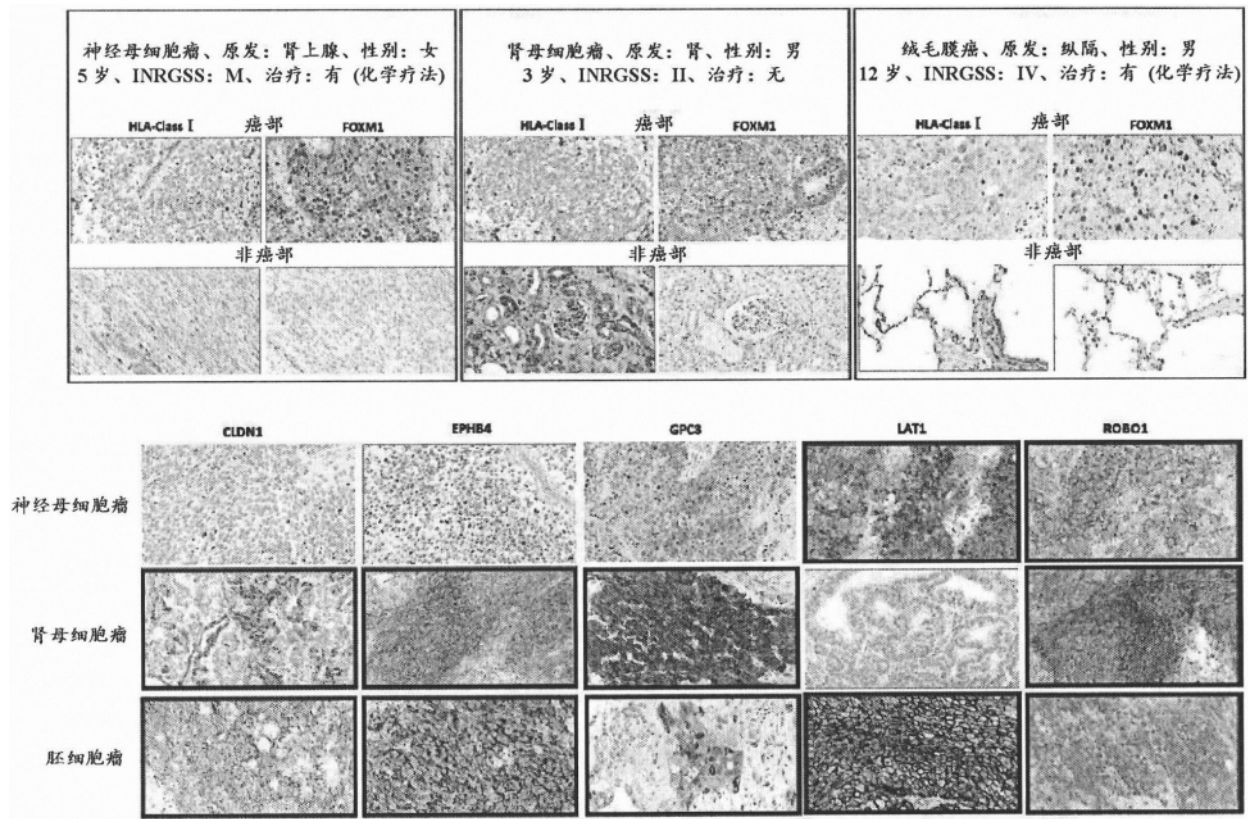 神经母细胞瘤、原发：肾上腺、性别：女
5 岁、INRGSS：M、治疗：有 (化学疗法)
HLA-Class I 癌部 FOXM1
非癌部
肾母细胞瘤、原发：肾、性别：男
3 岁、INRGSS：II、治疗：无
HLA-Class I 癌部 FOXM1
非癌部
绒毛膜癌、原发：纵隔、性别：男
12 岁、INRGSS：IV、治疗：有 (化学疗法)
HLA-Class I 癌部 FOXM1
非癌部
CLDN1 EPHB4 GPC3 LAT1 ROBO1
神经母细胞瘤
肾母细胞瘤
胚细胞瘤